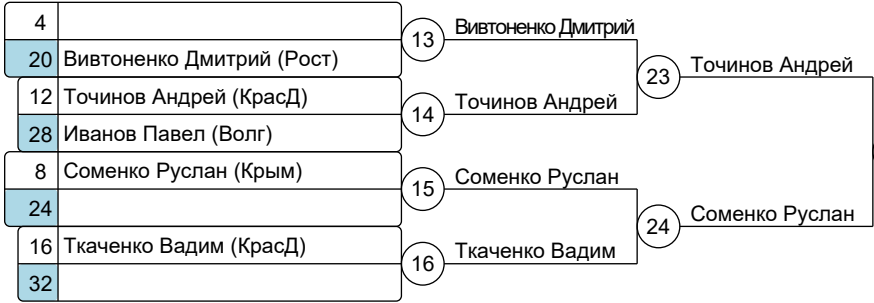 4
13
Вивтоненко Дмитрий
20 Вивтоненко Дмитрий (Рост)
23
Точинов Андрей
12 Точинов Андрей (КрасД)
14
Точинов Андрей
28 Иванов Павел (Волг)
8 Соменко Руслан (Крым)
15
Соменко Руслан
24
24
Соменко Руслан
16 Ткаченко Вадим (КрасД)
16
Ткаченко Вадим
32